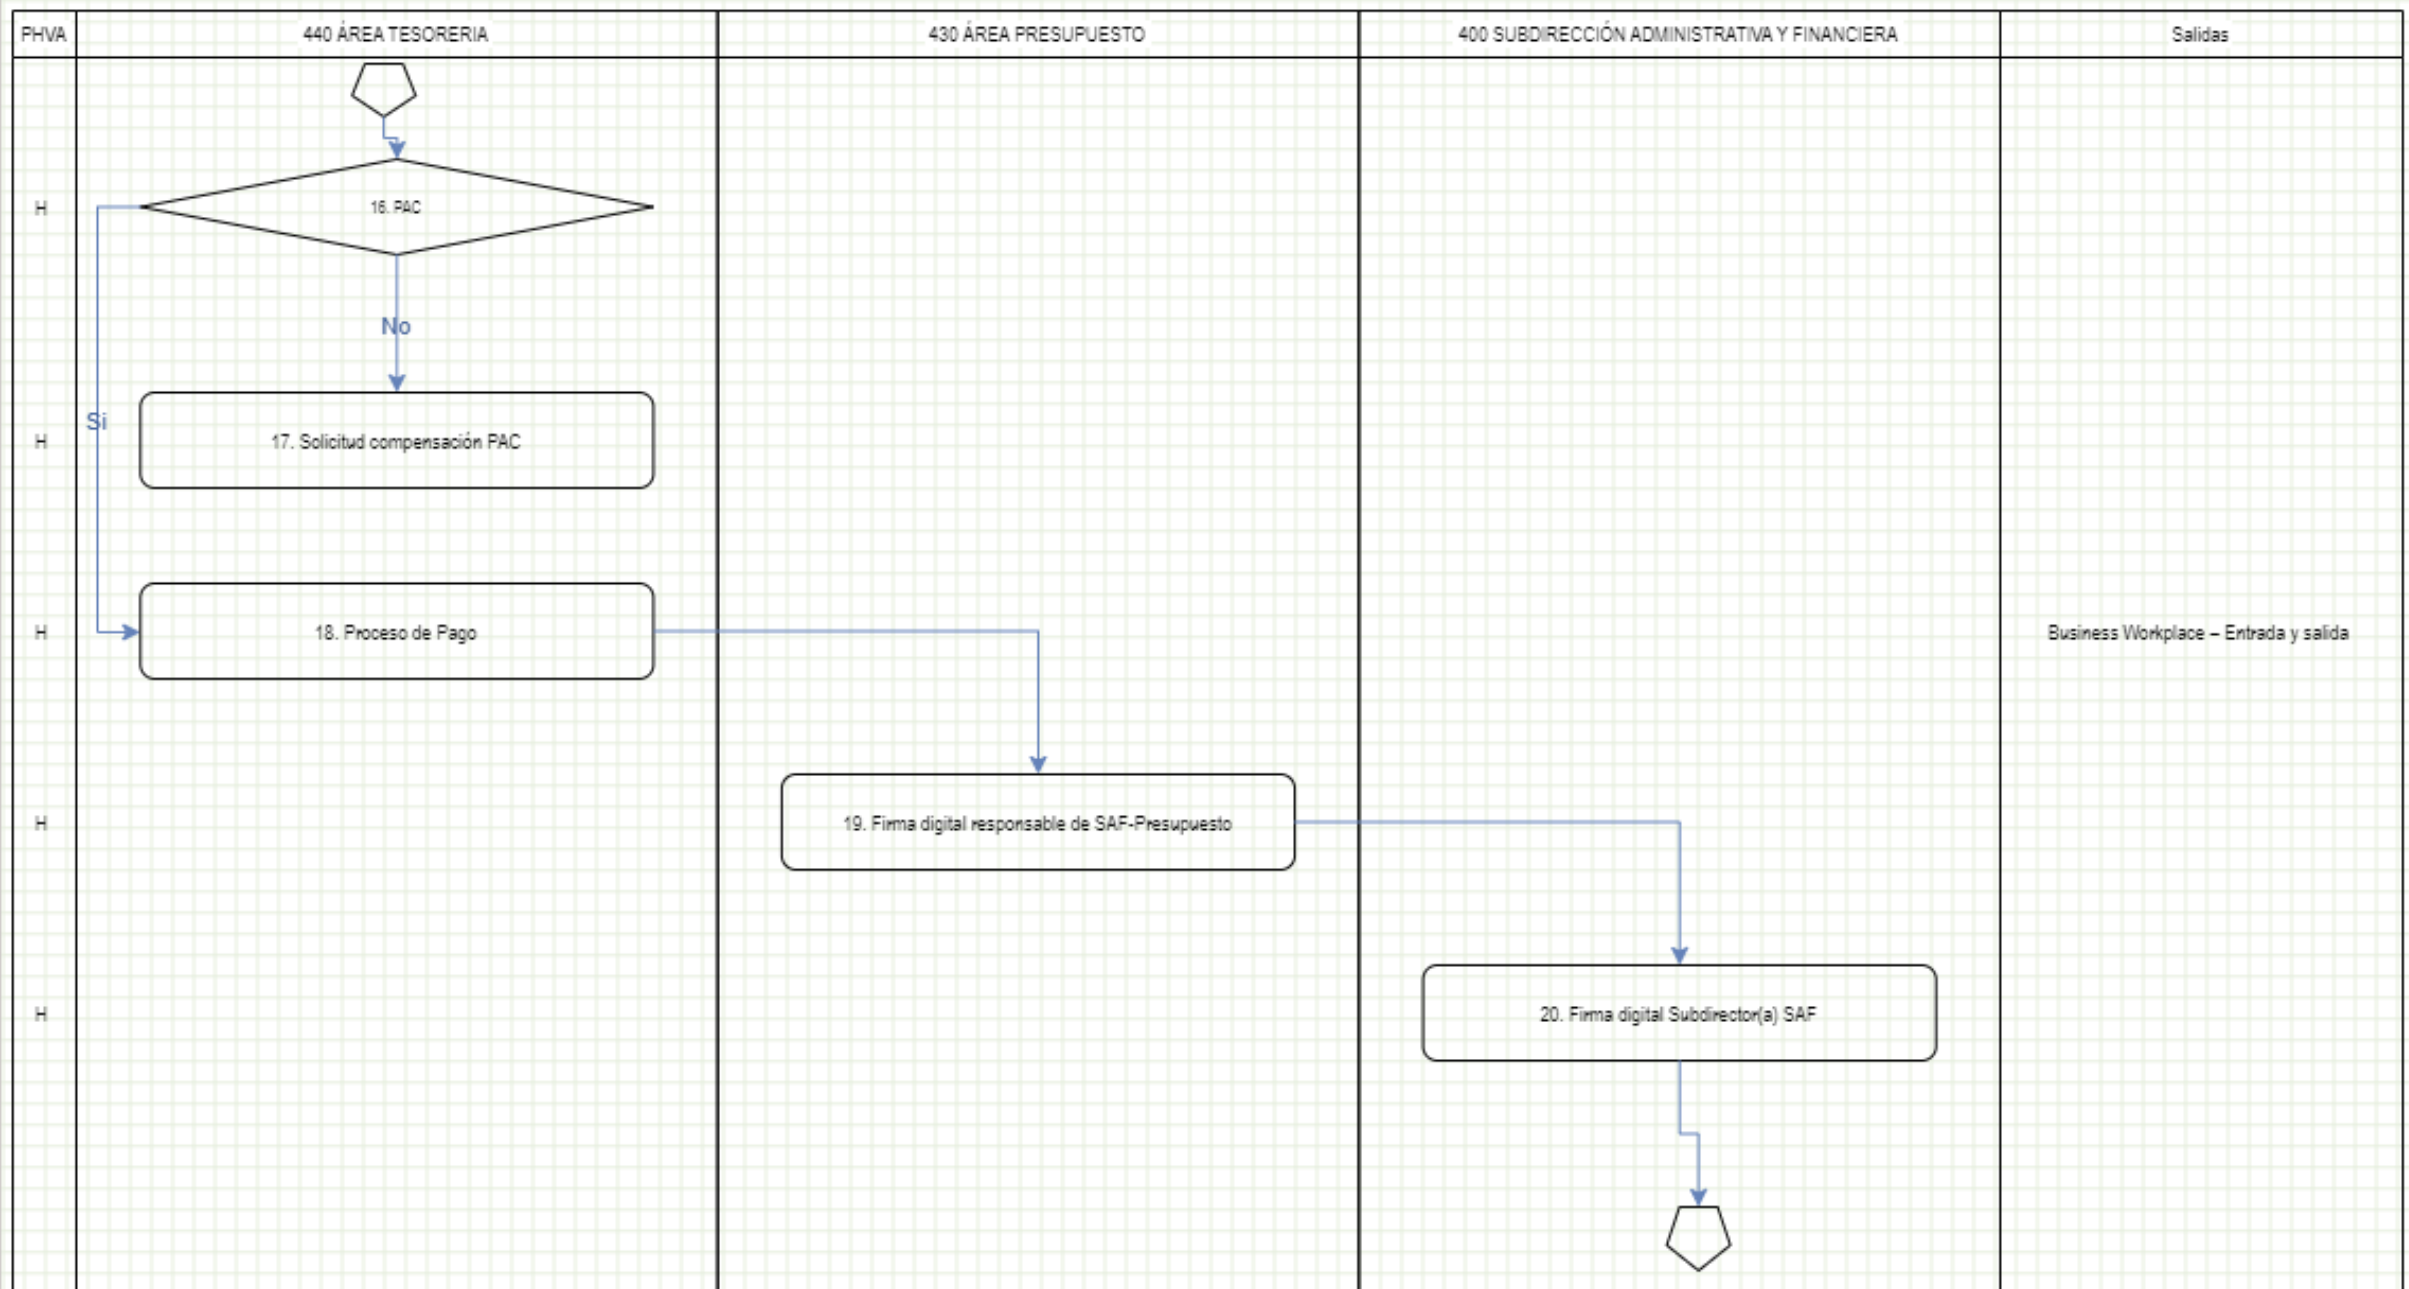 PHVA
440 ÁREA TESORERIA
430 ÁREA PRESUPUESTO
400 SUBDIRECCIÓN ADMINISTRATIVA Y FINANCIERA
Salidas
H
16. PAC
No
Si
H
17. Solicitud compensación PAC
H
18. Proceso de Pago
Business Workplace – Entrada y salida
H
19. Firma digital responsable de SAF-Presupuesto
H
20. Firma digital Subdirector(a) SAF